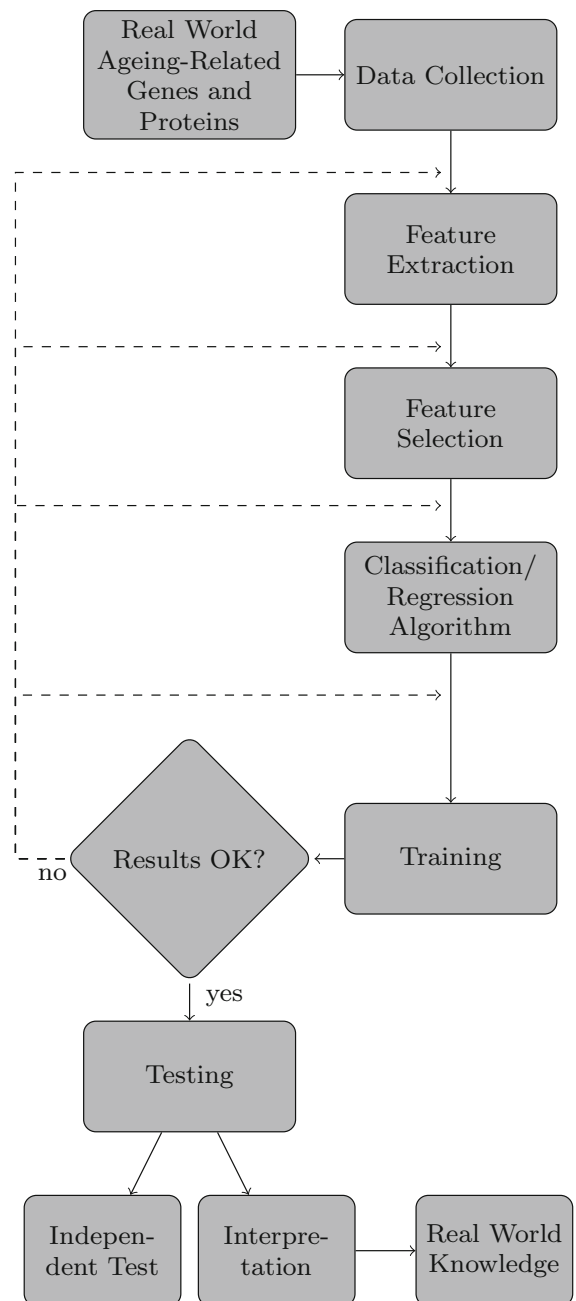 Real World
Ageing-Related
Genes and
Proteins
Data Collection
Feature
Extraction
Feature
Selection
Classification/
Regression
Algorithm
Training
Results OK?
no
yes
Testing
Indepen-
dent Test
Interpre-
tation
Real World
Knowledge